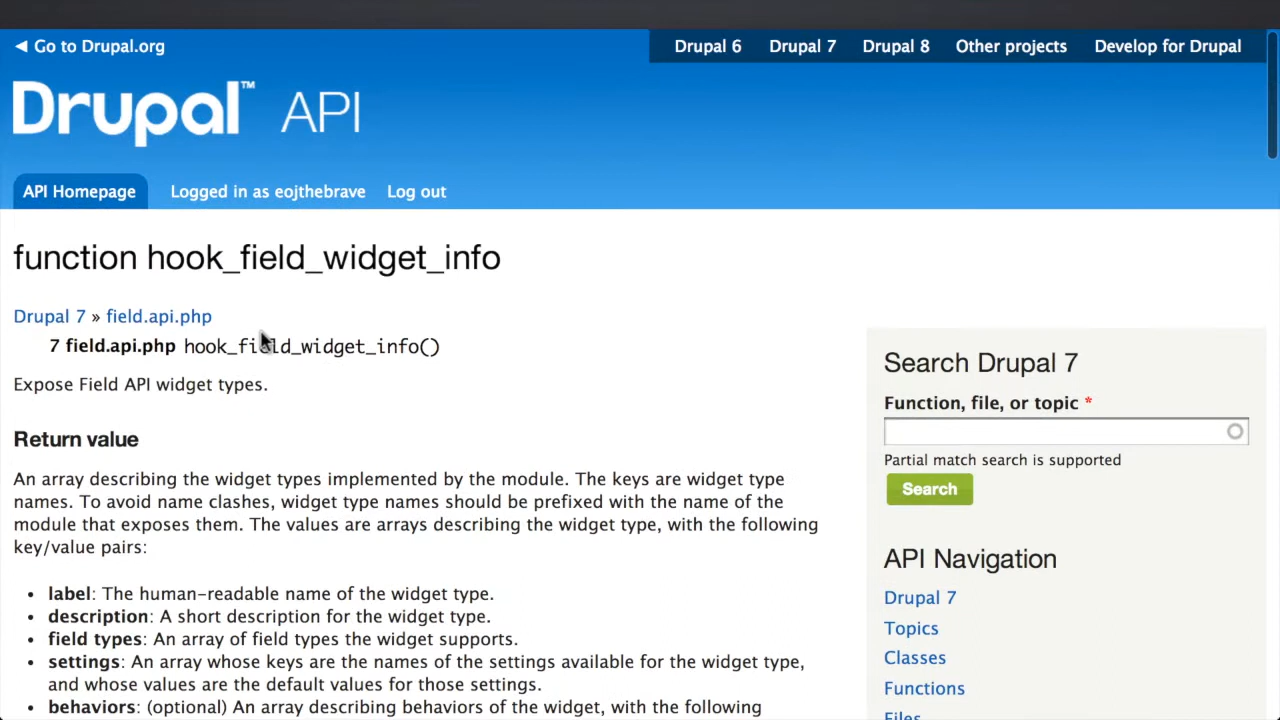 ◀ Go to Drupal.org
Drupal 6 Drupal 7 Drupal 8 Other projects Develop for Drupal
Drupal™ API
API Homepage Logged in as eojthebrave Log out
function hook_field_widget_info
Drupal 7 » field.api.php
7 field.api.php hook_field_widget_info()
Expose Field API widget types.
Return value
An array describing the widget types implemented by the module. The keys are widget type
names. To avoid name clashes, widget type names should be prefixed with the name of the
module that exposes them. The values are arrays describing the widget type, with the following
key/value pairs:
• label: The human-readable name of the widget type.
• description: A short description for the widget type.
• field types: An array of field types the widget supports.
• settings: An array whose keys are the names of the settings available for the widget type,
and whose values are the default values for those settings.
• behaviors: (optional) An array describing behaviors of the widget, with the following
Search Drupal 7
Function, file, or topic *
Partial match search is supported
Search
API Navigation
Drupal 7
Topics
Classes
Functions
Files